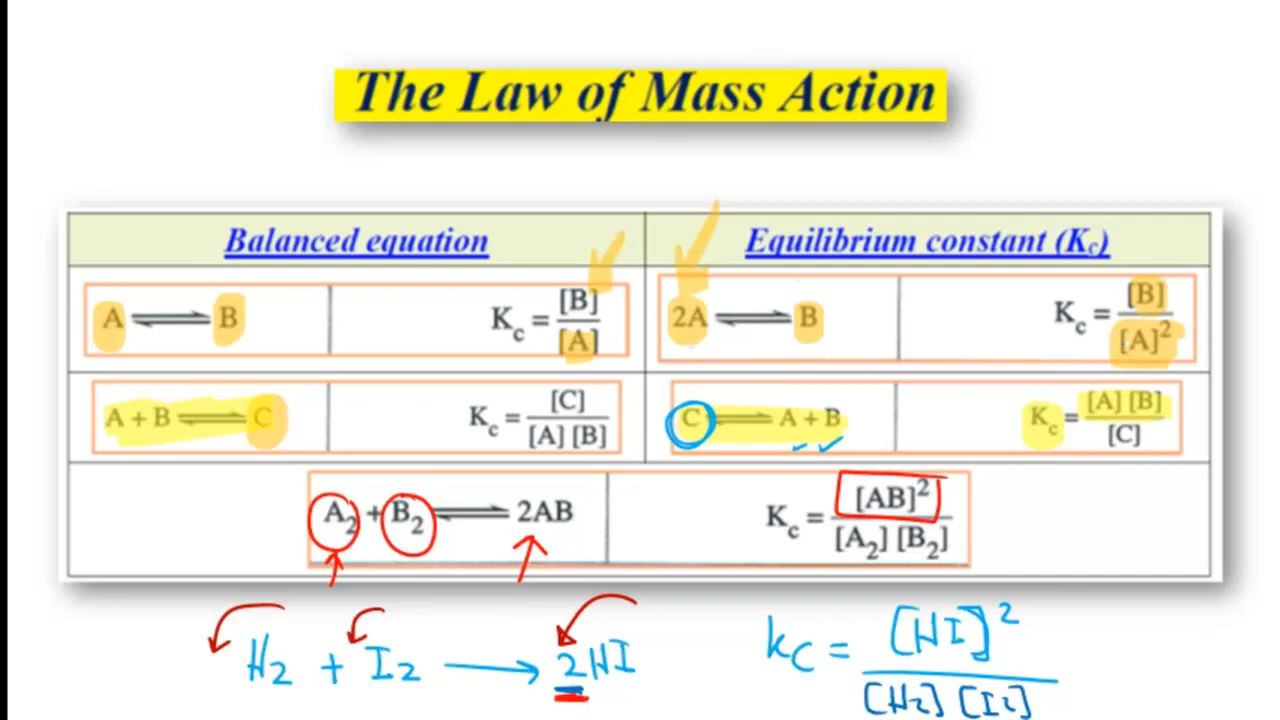 The Law of Mass Action
Balanced equation Equilibrium constant (Kc)
A ⇌ B Kc = [B] / [A] 2A ⇌ B Kc = [B] / [A]²
A + B ⇌ C Kc = [C] / [A] [B] C ⇌ A + B Kc = [A] [B] / [C]
A₂ + B₂ ⇌ 2AB Kc = [AB]² / [A₂] [B₂]
H₂ + I₂ → 2HI kc = [HI]² / [H₂] [I₂]